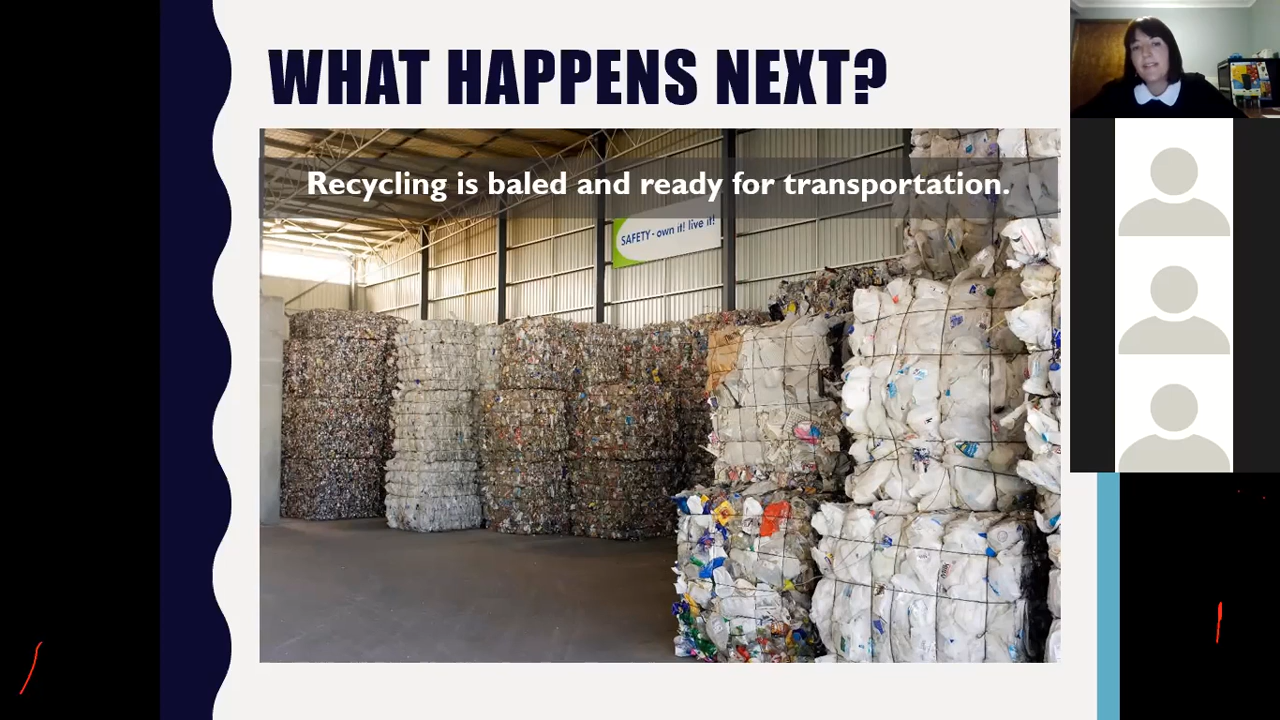 WHAT HAPPENS NEXT?
Recycling is baled and ready for transportation.
SAFETY - own it! live it!